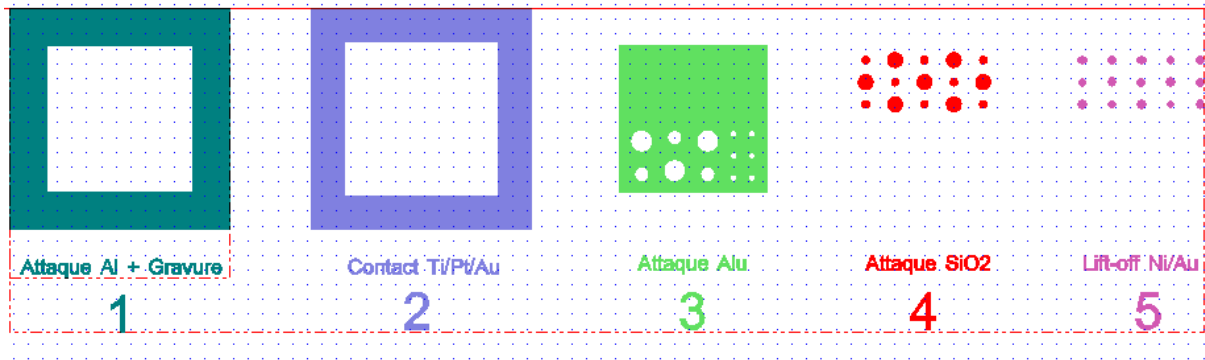 Attaque Al + Gravure
Contact Ti/Pt/Au
Attaque Alu
Attaque SiO2
Lift-off Ni/Au
1
2
3
4
5